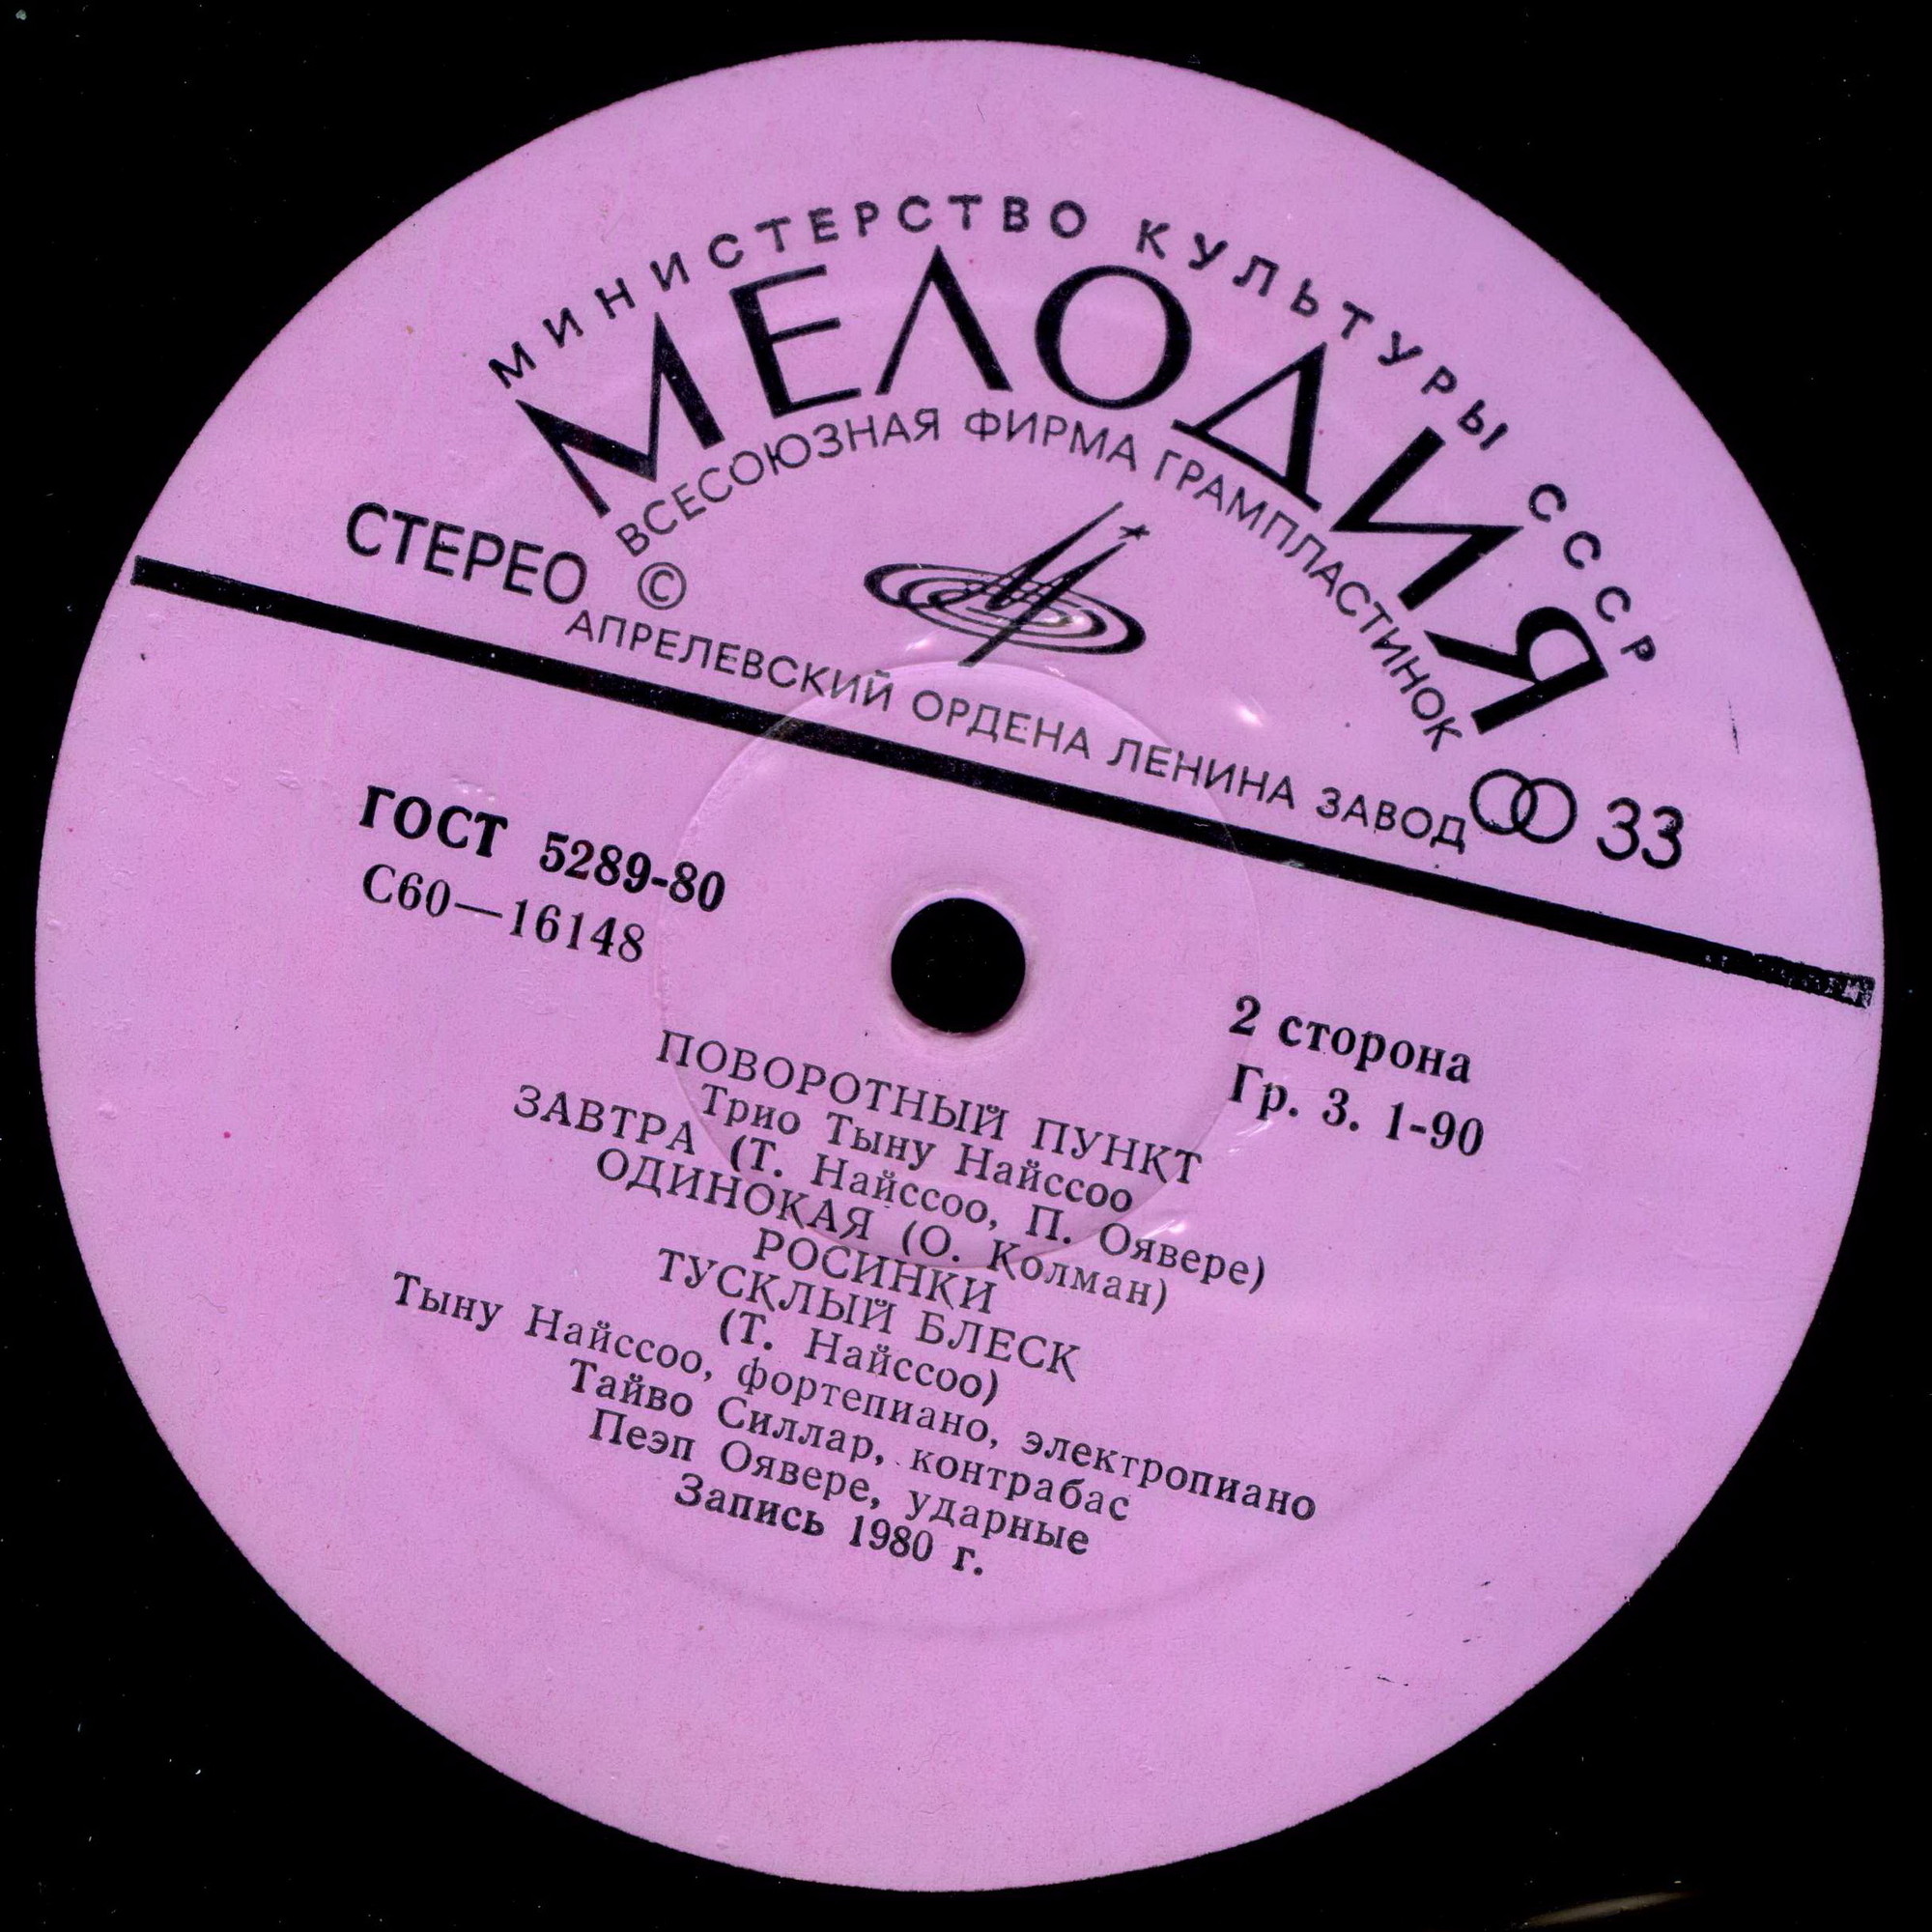 МИНИСТЕРСТВО КУЛЬТУРЫ СССР
МЕЛОДИЯ
ВСЕСОЮЗНАЯ ФИРМА ГРАМПЛАСТИНОК
СТЕРЕО ©
АПРЕЛЕВСКИЙ ОРДЕНА ЛЕНИНА ЗАВОД
33
ГОСТ 5289-80
С60—16148
2 сторона
Гр. 3. 1-90
ПОВОРОТНЫЙ ПУНКТ
Трио Тыну Найссоо
ЗАВТРА (Т. Найссоо, П. Оявере)
ОДИНОКАЯ (О. Колман)
РОСИНКИ
ТУСКЛЫЙ БЛЕСК
(Т. Найссоо)
Тыну Найссоо, фортепиано, электропиано
Тайво Силлар, контрабас
Пеэп Оявере, ударные
Запись 1980 г.